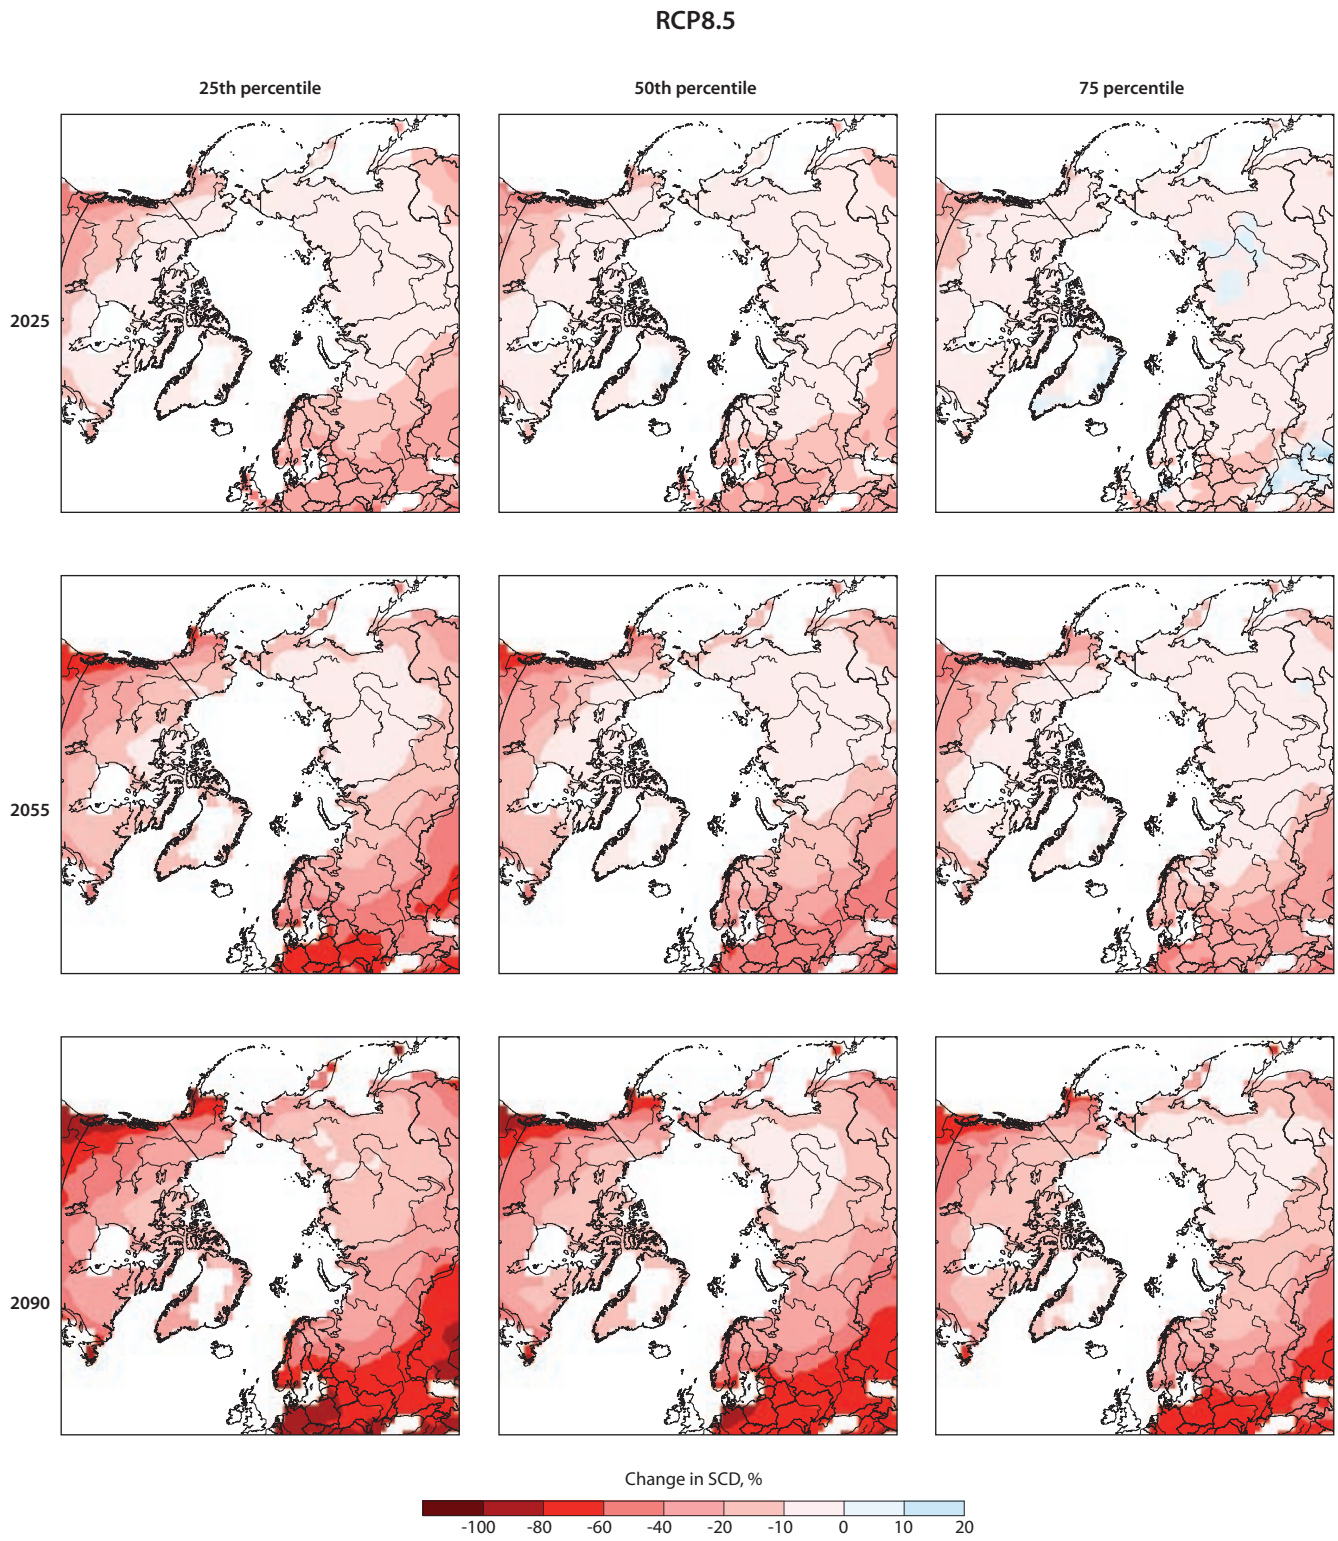 RCP8.5
25th percentile
50th percentile
75 percentile
2025
2055
2090
Change in SCD, %
-100 -80 -60 -40 -20 -10 0 10 20